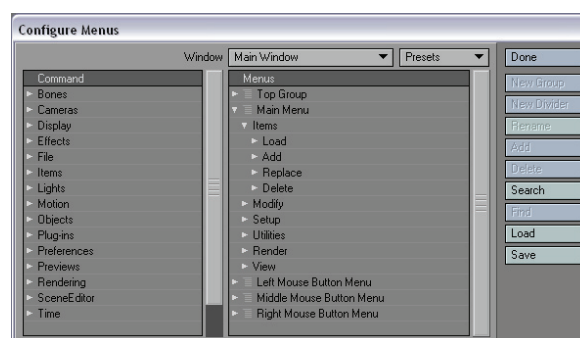 Configure Menus
Window Main Window Presets
Command
Bones
Cameras
Display
Effects
File
Items
Lights
Motion
Objects
Plug-ins
Preferences
Previews
Rendering
SceneEditor
Time
Menus
Top Group
Main Menu
Items
Load
Add
Replace
Delete
Modify
Setup
Utilities
Render
View
Left Mouse Button Menu
Middle Mouse Button Menu
Right Mouse Button Menu
Done
New Group
New Divider
Rename
Add
Delete
Search
Find
Load
Save